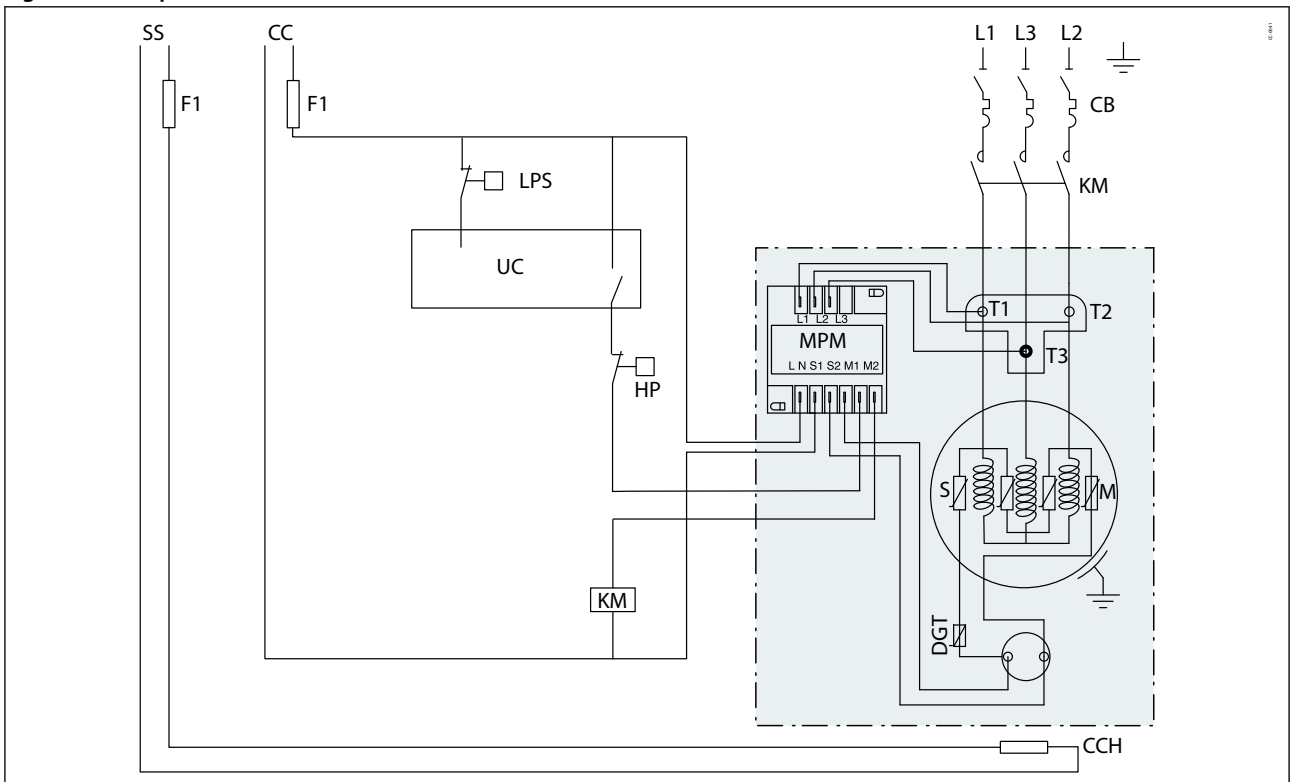 SS
CC
L1 L3 L2
F1
F1
CB
LPS
KM
UC
T1
T2
L1 L2 L3
MPM
T3
L N S1 S2 M1 M2
HP
S
M
KM
DGT
CCH